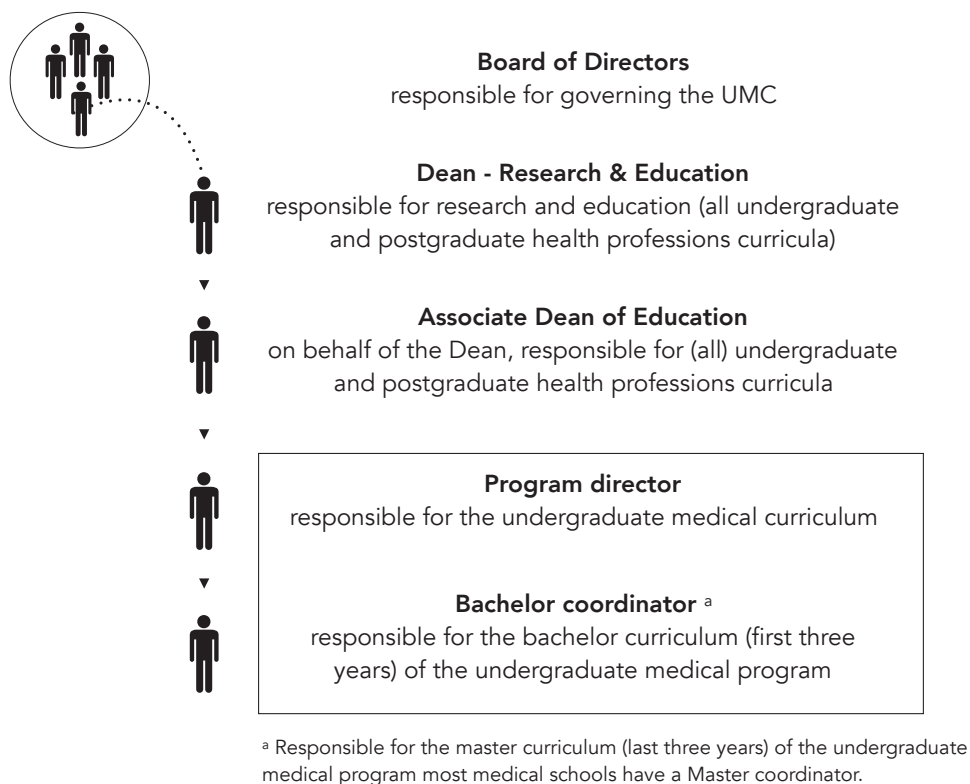 Board of Directors
responsible for governing the UMC
Dean - Research & Education
responsible for research and education (all undergraduate
and postgraduate health professions curricula)
Associate Dean of Education
on behalf of the Dean, responsible for (all) undergraduate
and postgraduate health professions curricula
Program director
responsible for the undergraduate medical curriculum
Bachelor coordinator ᵃ
responsible for the bachelor curriculum (first three
years) of the undergraduate medical program
ᵃ Responsible for the master curriculum (last three years) of the undergraduate
medical program most medical schools have a Master coordinator.